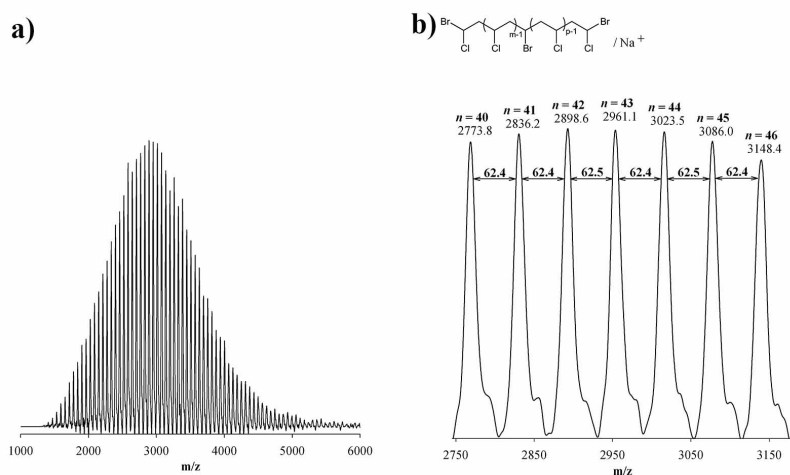 a)
1000 2000 3000 4000 5000 6000
m/z
b)
Br Br
m-1 p-1
Cl Cl Br Cl Cl
/ Na +
n = 40 n = 41 n = 42 n = 43 n = 44 n = 45 n = 46
2773.8 2836.2 2898.6 2961.1 3023.5 3086.0 3148.4
62.4 62.4 62.5 62.4 62.5 62.4
2750 2850 2950 3050 3150
m/z